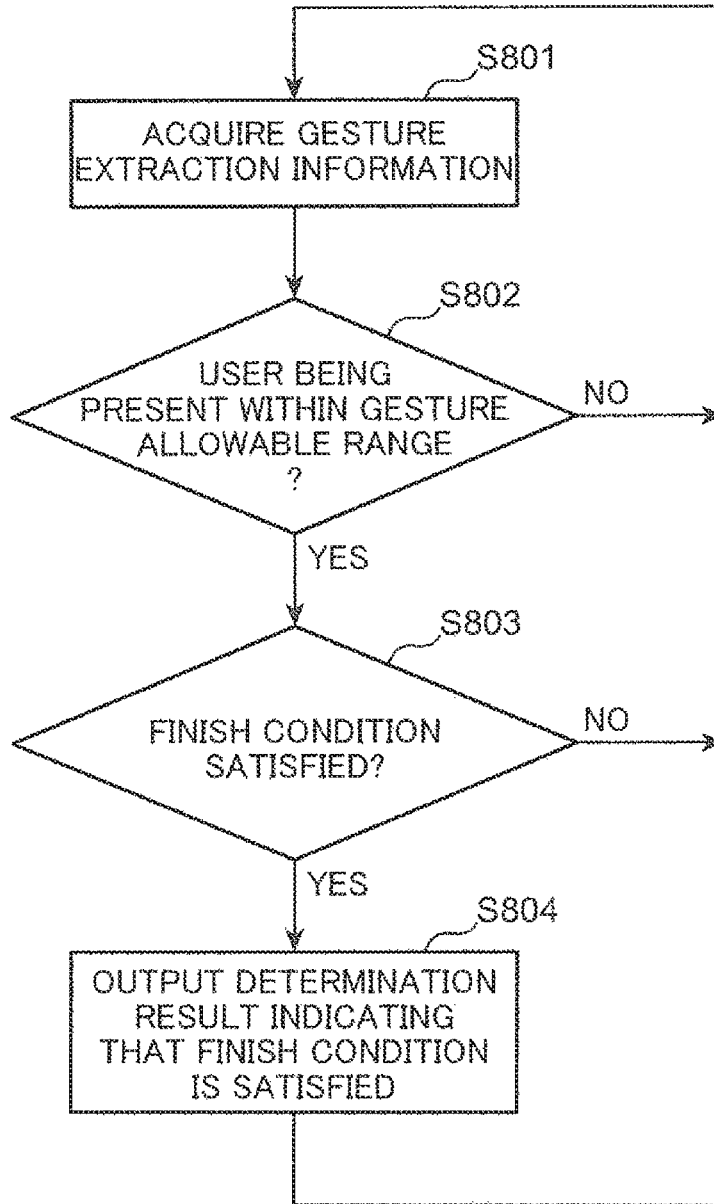 S801
ACQUIRE GESTURE
EXTRACTION INFORMATION
S802
USER BEING
PRESENT WITHIN GESTURE
ALLOWABLE RANGE
?
NO
YES
S803
FINISH CONDITION
SATISFIED?
NO
YES
S804
OUTPUT DETERMINATION
RESULT INDICATING
THAT FINISH CONDITION
IS SATISFIED